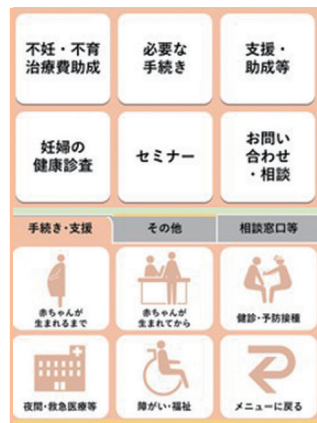 不妊・不育
治療費助成
必要な
手続き
支援・
助成等
妊婦の
健康診査
セミナー
お問い
合わせ
・相談
手続き・支援
その他
相談窓口等
赤ちゃんが
生まれるまで
赤ちゃんが
生まれてから
健診・予防接種
夜間・救急医療等
障がい・福祉
メニューに戻る